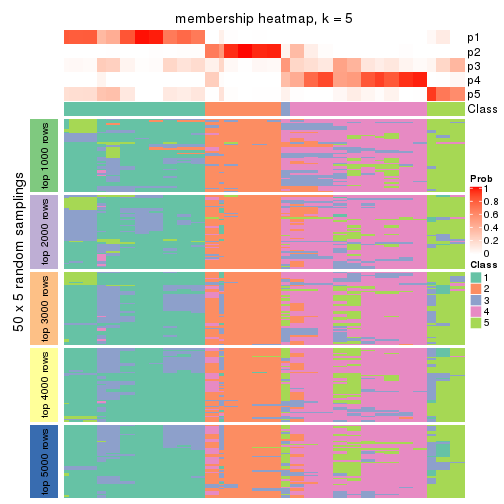 membership heatmap, k = 5
p1
p2
p3
p4
p5
Class
50 x 5 random samplings
top 1000 rows
top 2000 rows
top 3000 rows
top 4000 rows
top 5000 rows
Prob
1
0.8
0.6
0.4
0.2
0
Class
1
2
3
4
5